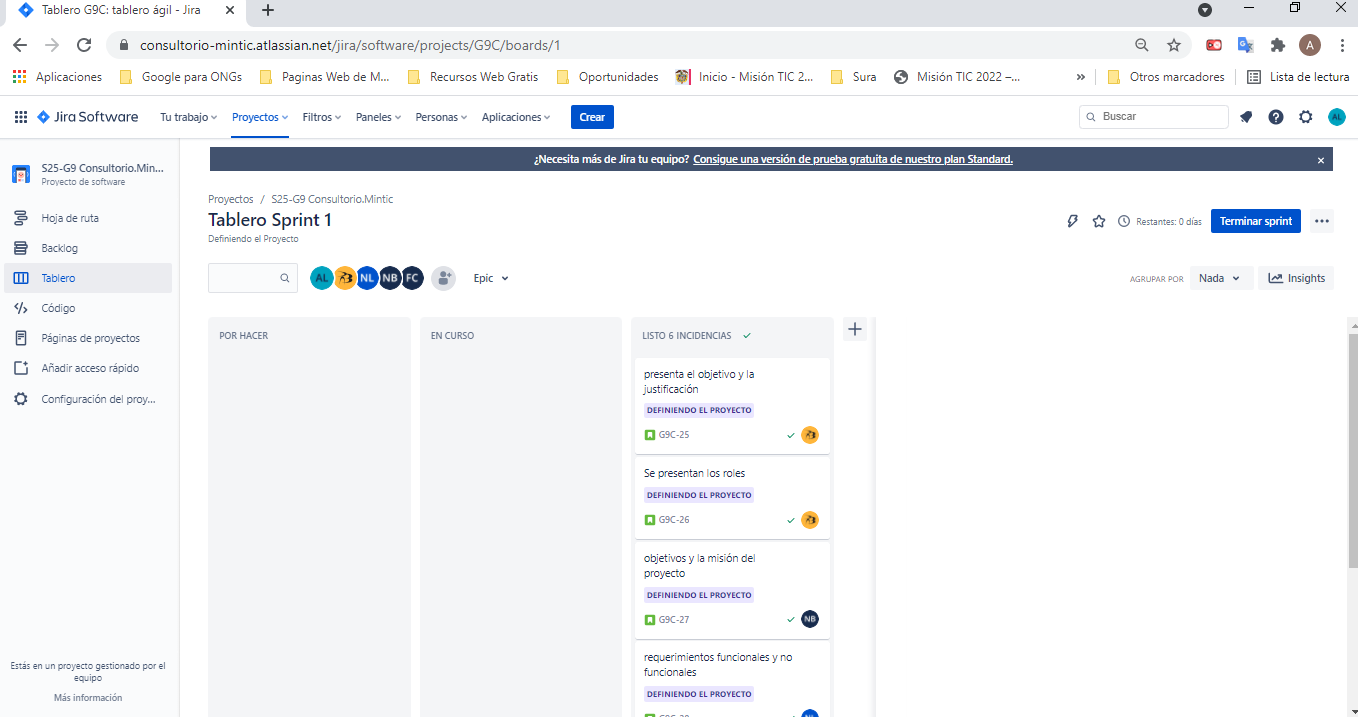 Tablero G9C: tablero ágil - Jira
consultorio-mintic.atlassian.net/jira/software/projects/G9C/boards/1
A
Aplicaciones Google para ONGs Paginas Web de M... Recursos Web Gratis Oportunidades Inicio - Misión TIC 2... Sura Misión TIC 2022 –... » Otros marcadores Lista de lectura
Jira Software Tu trabajo Proyectos Filtros Paneles Personas Aplicaciones Crear Buscar AL
¿Necesita más de Jira tu equipo? Consigue una versión de prueba gratuita de nuestro plan Standard.
S25-G9 Consultorio.Min...
Proyecto de software
Hoja de ruta
Backlog
Tablero
Código
Páginas de proyectos
Añadir acceso rápido
Configuración del proy...
Estás en un proyecto gestionado por el
equipo
Más información
Proyectos / S25-G9 Consultorio.Mintic
Tablero Sprint 1
Definiendo el Proyecto
Restantes: 0 días Terminar sprint
AL NL NB FC Epic
AGRUPAR POR Nada Insights
POR HACER
EN CURSO
LISTO 6 INCIDENCIAS
presenta el objetivo y la
justificación
DEFINIENDO EL PROYECTO
G9C-25
Se presentan los roles
DEFINIENDO EL PROYECTO
G9C-26
objetivos y la misión del
proyecto
DEFINIENDO EL PROYECTO
G9C-27 NB
requerimientos funcionales y no
funcionales
DEFINIENDO EL PROYECTO